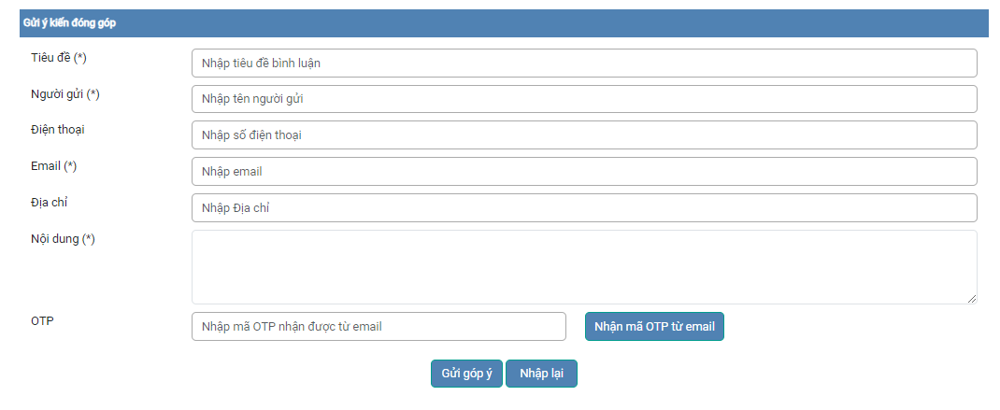 Gửi ý kiến đóng góp
Tiêu đề (*)
Nhập tiêu đề bình luận
Người gửi (*)
Nhập tên người gửi
Điện thoại
Nhập số điện thoại
Email (*)
Nhập email
Địa chỉ
Nhập Địa chỉ
Nội dung (*)
OTP
Nhập mã OTP nhận được từ email
Nhận mã OTP từ email
Gửi góp ý
Nhập lại